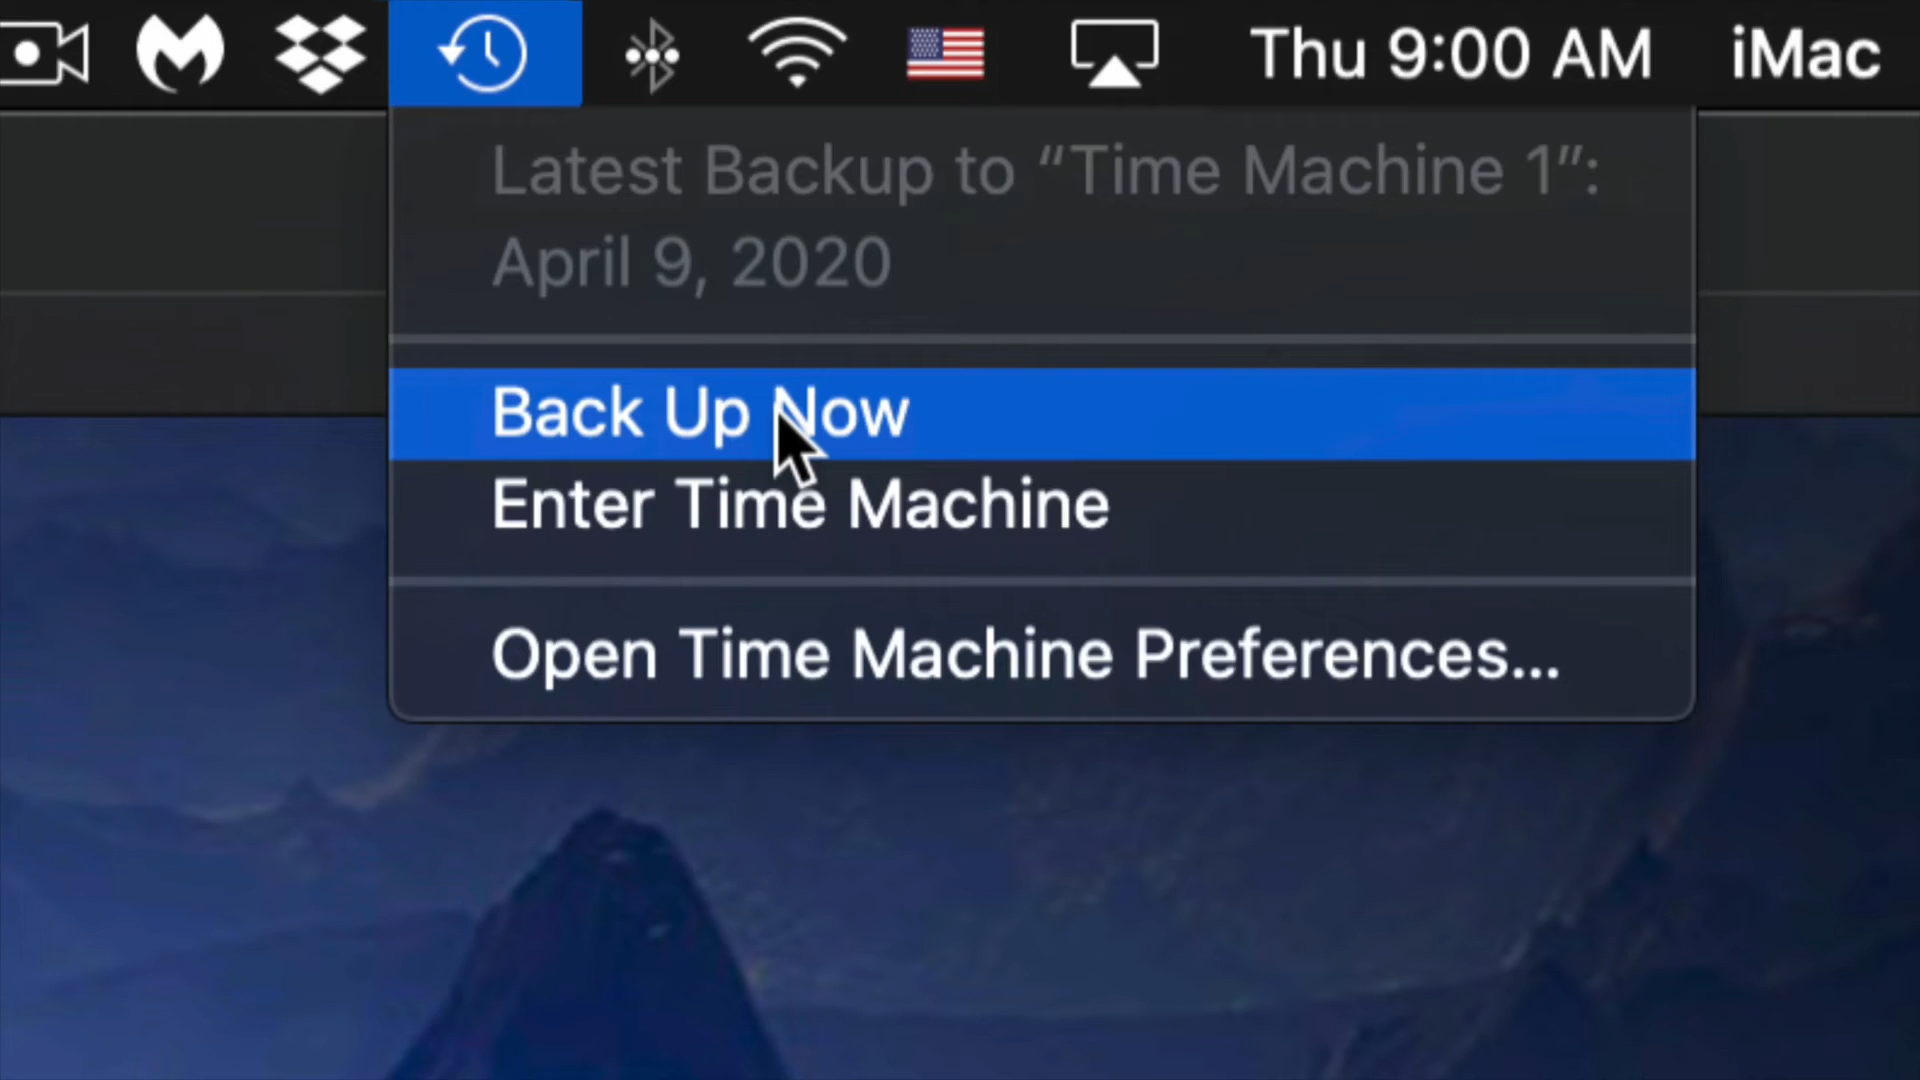 Thu 9:00 AM iMac
Latest Backup to “Time Machine 1”:
April 9, 2020
Back Up Now
Enter Time Machine
Open Time Machine Preferences...